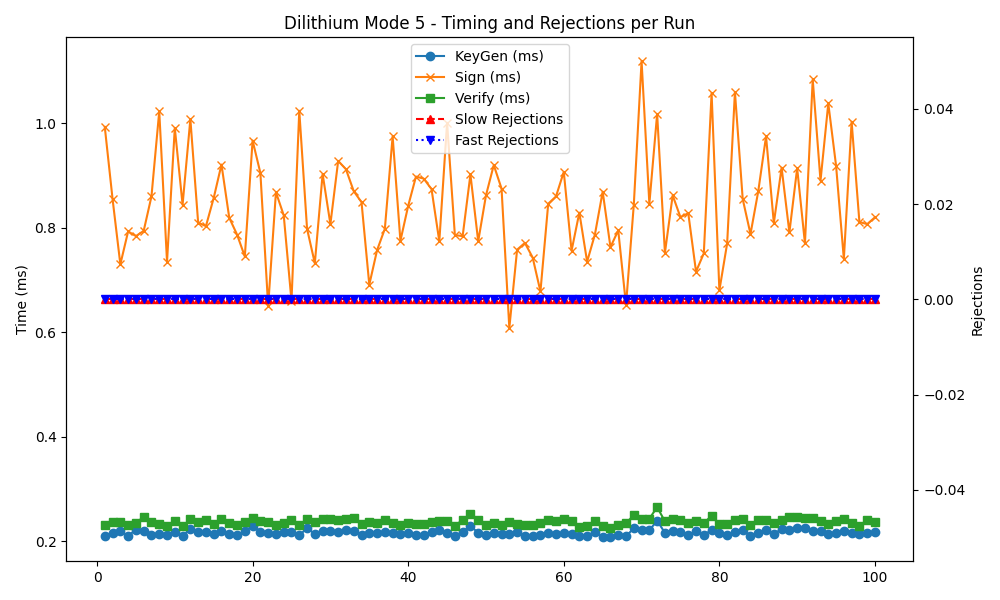 Dilithium Mode 5 - Timing and Rejections per Run
KeyGen (ms)
Sign (ms)
Verify (ms)
Slow Rejections
Fast Rejections
Time (ms)
1.0
0.8
0.6
0.4
0.2
0.04
0.02
0.00
−0.02
−0.04
Rejections
0
20
40
60
80
100